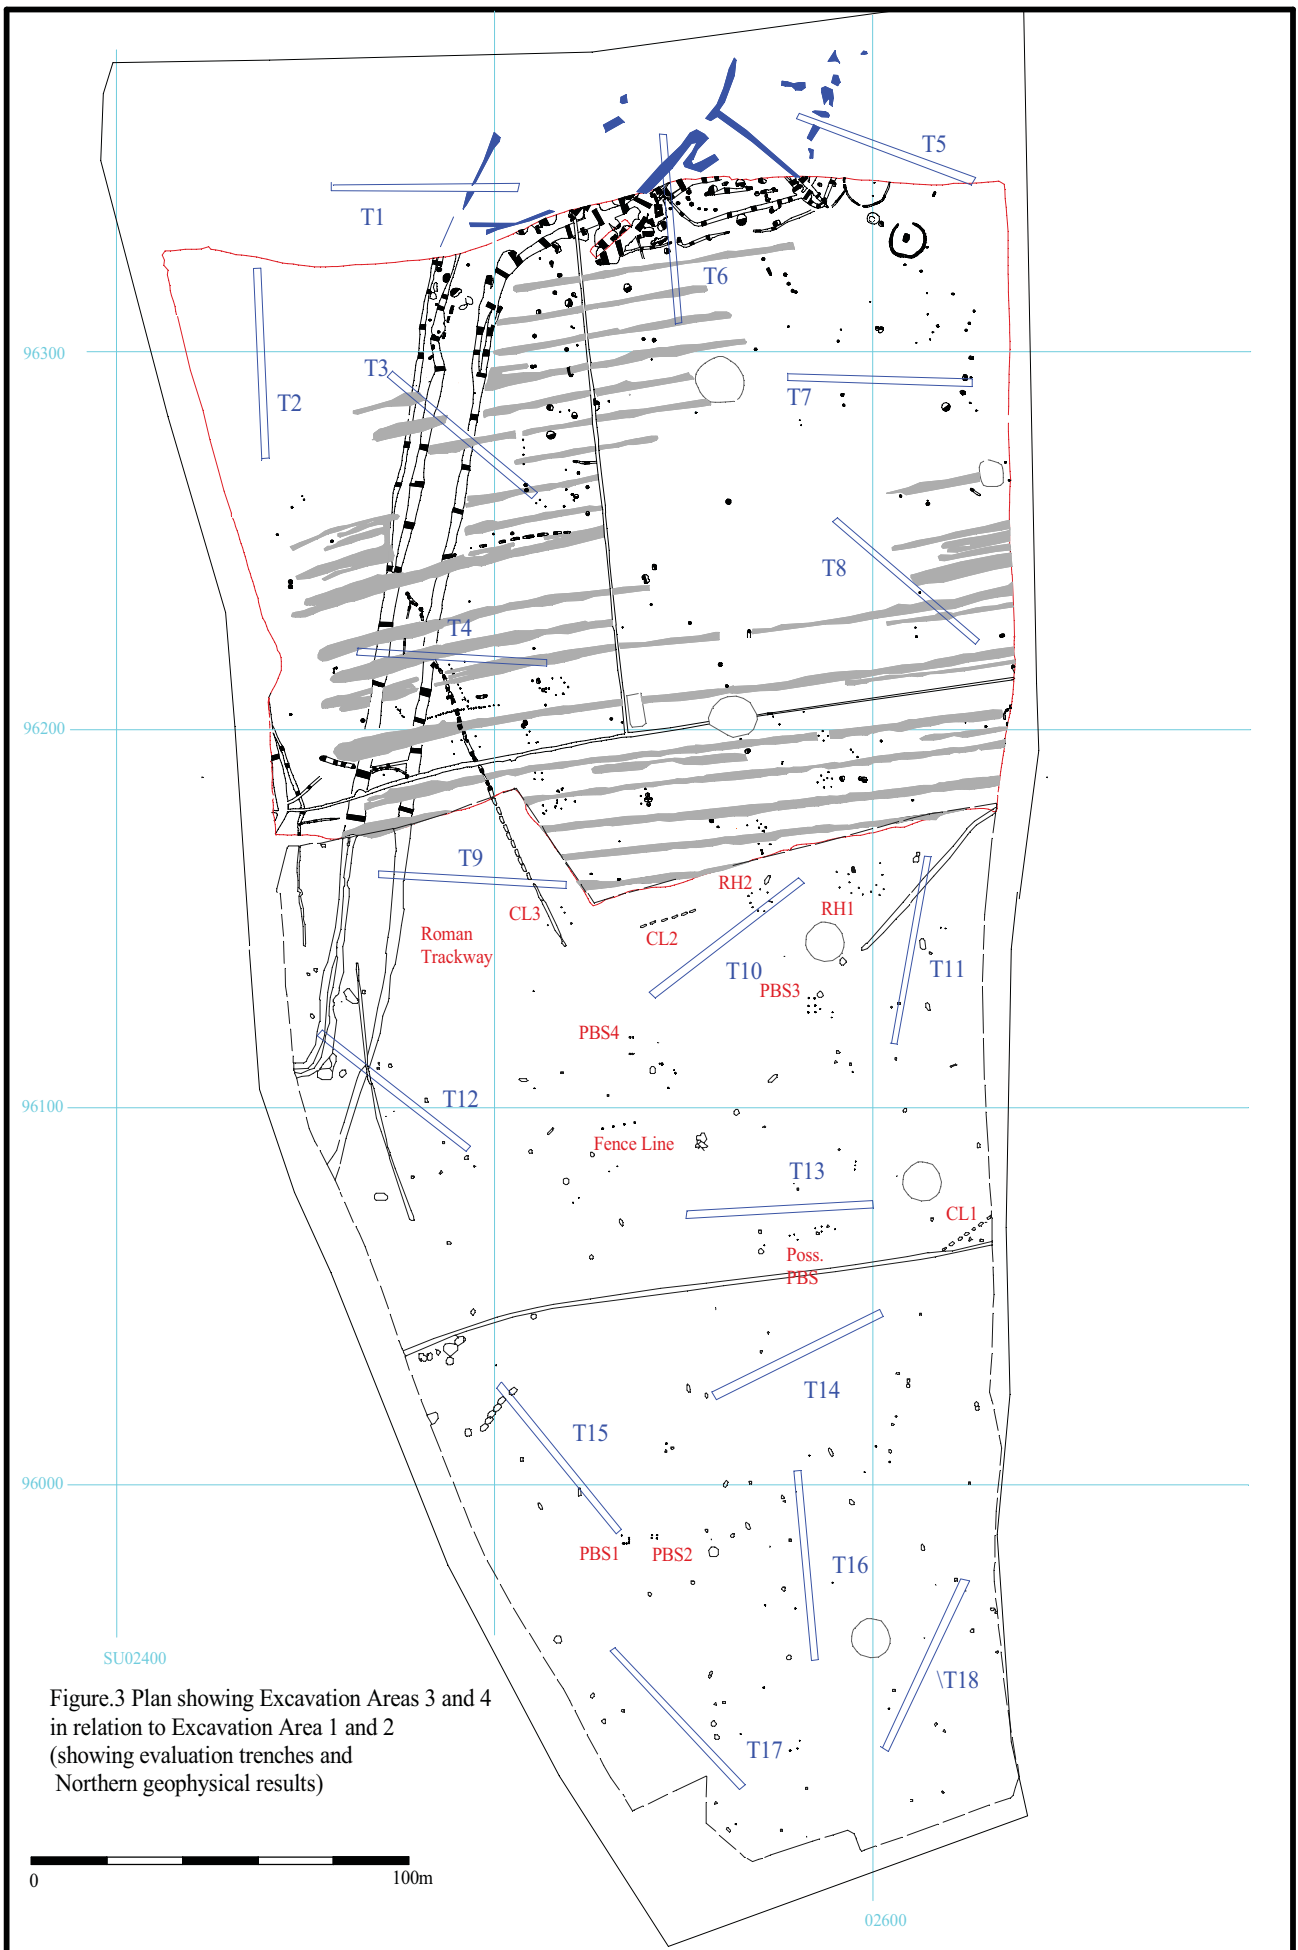 T5
T1
T6
96300
T3
T7
T2
T8
T4
96200
T9
RH2
CL3
RH1
CL2
Roman
Trackway
T10
T11
PBS3
PBS4
T12
96100
Fence Line
T13
CL1
Poss.
PBS
T14
T15
96000
PBS1
PBS2
T16
SU02400
\T18
Figure.3 Plan showing Excavation Areas 3 and 4
in relation to Excavation Area 1 and 2
(showing evaluation trenches and
Northern geophysical results)
T17
0
100m
02600